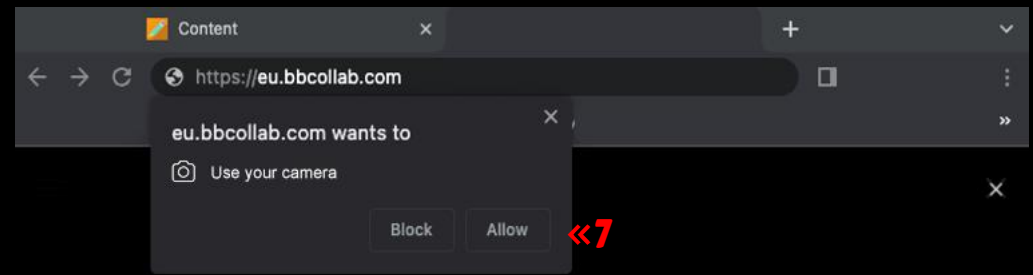 Content
https://eu.bbcollab.com
eu.bbcollab.com wants to
Use your camera
Block Allow «7